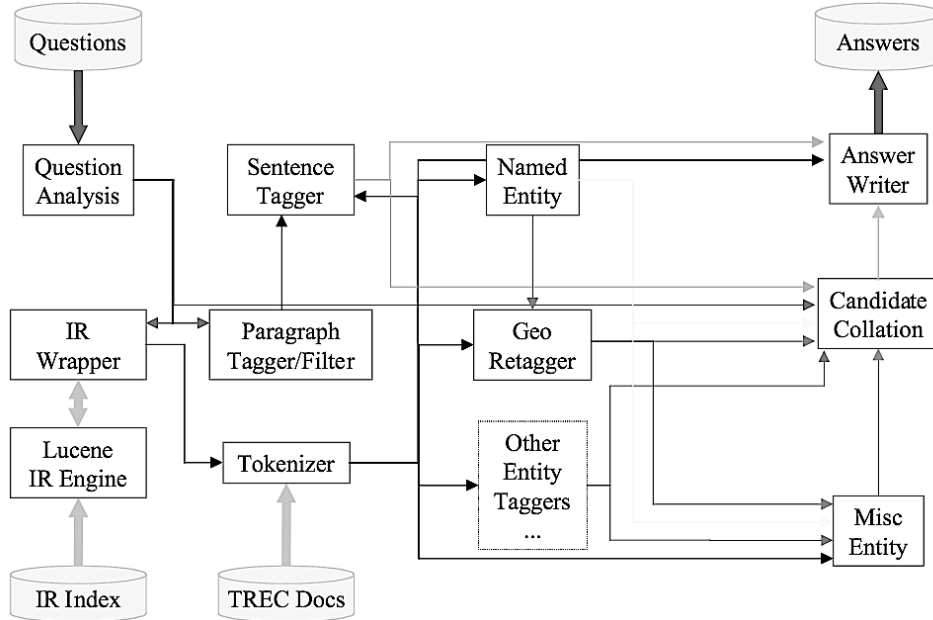 Questions
Answers
Question
Analysis
Sentence
Tagger
Named
Entity
Answer
Writer
IR
Wrapper
Paragraph
Tagger/Filter
Geo
Retagger
Candidate
Collation
Lucene
IR Engine
Tokenizer
Other
Entity
Taggers
...
Misc
Entity
IR Index
TREC Docs